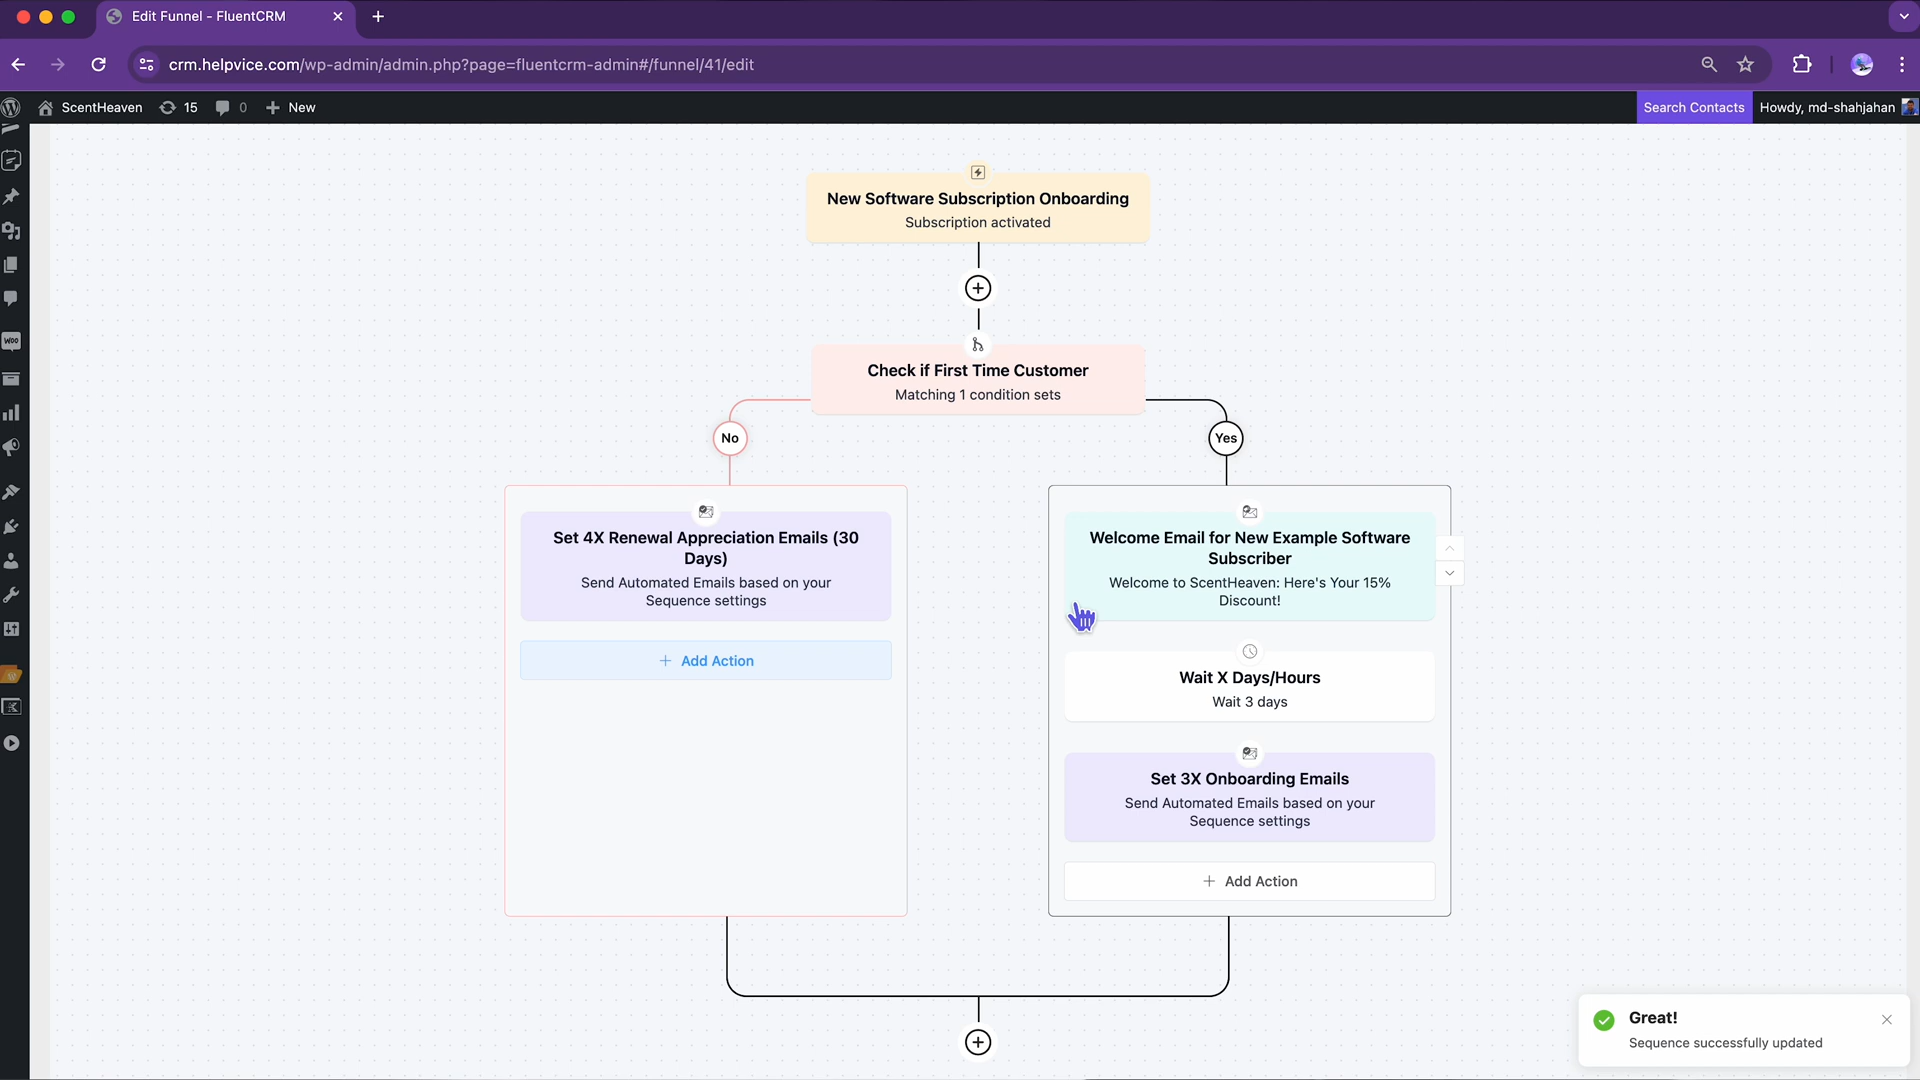 Edit Funnel - FluentCRM
crm.helpvice.com/wp-admin/admin.php?page=fluentcrm-admin#/funnel/41/edit
ScentHeaven
15
0
New
Search Contacts
Howdy, md-shahjahan
New Software Subscription Onboarding
Subscription activated
Check if First Time Customer
Matching 1 condition sets
No
Yes
Set 4X Renewal Appreciation Emails (30
Days)
Send Automated Emails based on your
Sequence settings
Add Action
Welcome Email for New Example Software
Subscriber
Welcome to ScentHeaven: Here's Your 15%
Discount!
Wait X Days/Hours
Wait 3 days
Set 3X Onboarding Emails
Send Automated Emails based on your
Sequence settings
Add Action
Great!
Sequence successfully updated